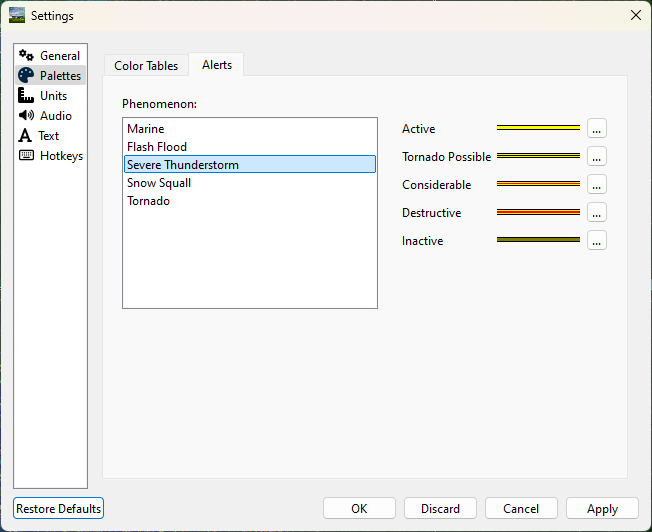 Settings
General
Palettes
Units
Audio
Text
Hotkeys
Color Tables
Alerts
Phenomenon:
Marine
Flash Flood
Severe Thunderstorm
Snow Squall
Tornado
Active ...
Tornado Possible ...
Considerable ...
Destructive ...
Inactive ...
Restore Defaults
OK
Discard
Cancel
Apply